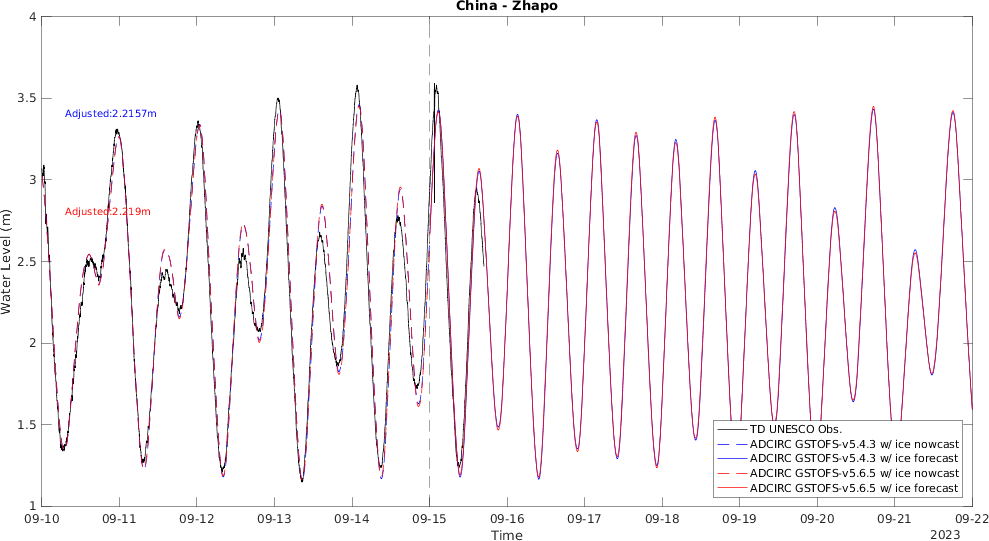 China - Zhapo
4
3.5
3
2.5
2
1.5
1
Water Level (m)
Adjusted:2.2157m
Adjusted:2.219m
TD UNESCO Obs.
ADCIRC GSTOFS-v5.4.3 w/ ice nowcast
ADCIRC GSTOFS-v5.4.3 w/ ice forecast
ADCIRC GSTOFS-v5.6.5 w/ ice nowcast
ADCIRC GSTOFS-v5.6.5 w/ ice forecast
09-10 09-11 09-12 09-13 09-14 09-15 09-16 09-17 09-18 09-19 09-20 09-21 09-22
Time
2023